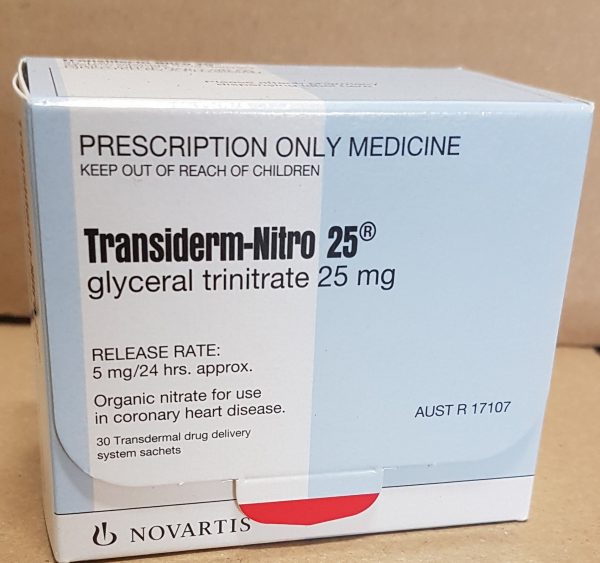 PRESCRIPTION ONLY MEDICINE
KEEP OUT OF REACH OF CHILDREN
Transiderm-Nitro 25®
glyceral trinitrate 25 mg
RELEASE RATE:
5 mg/24 hrs. approx.
Organic nitrate for use
in coronary heart disease.
AUST R 17107
30 Transdermal drug delivery
system sachets
NOVARTIS